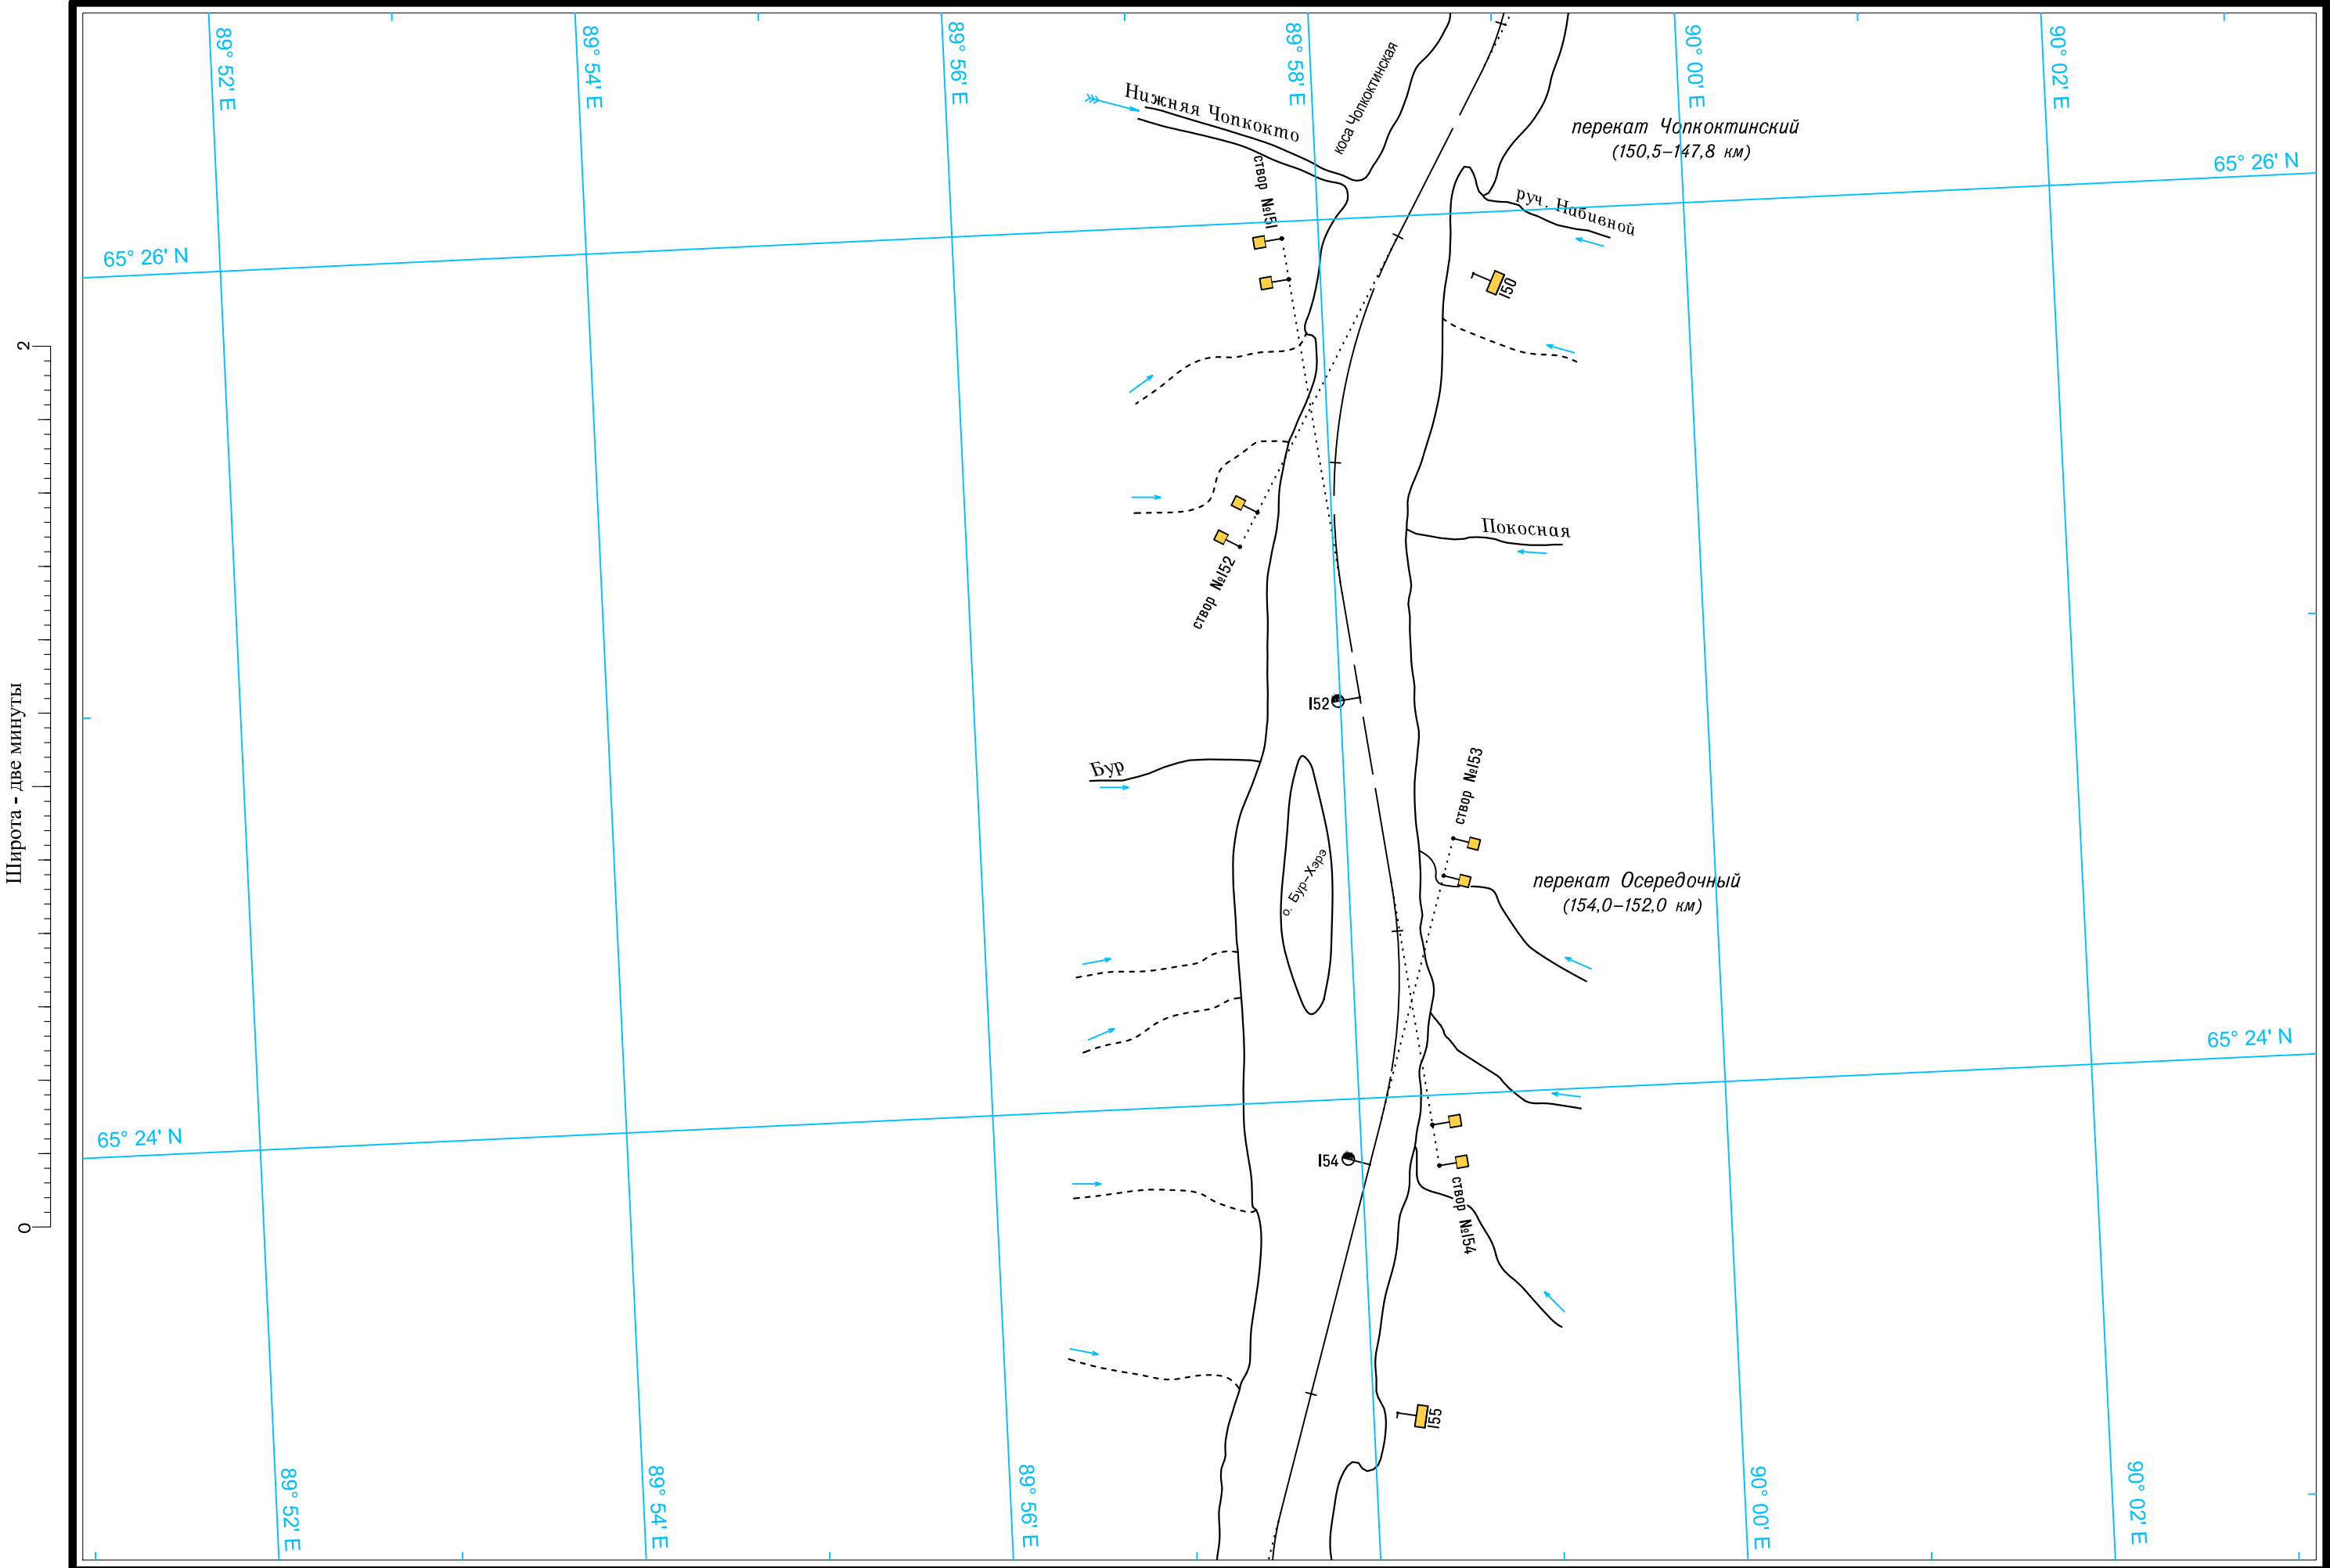 89° 52' E
89° 54' E
89° 56' E
89° 58' E
90° 00' E
90° 02' E
коса Чопкоктинская
Нижняя Чопкокто
перекат Чопкоктинский
(150,5–147,8 км)
65° 26' N
створ №151
руч. Набивной
65° 26' N
150
2
створ №152
Покосная
152
Широта - две минуты
Бур
створ №153
о. Бур-Хэрэ
перекат Осередочный
(154,0–152,0 км)
65° 24' N
65° 24' N
154
створ №154
0
155
89° 52' E
89° 54' E
89° 56' E
90° 00' E
90° 02' E